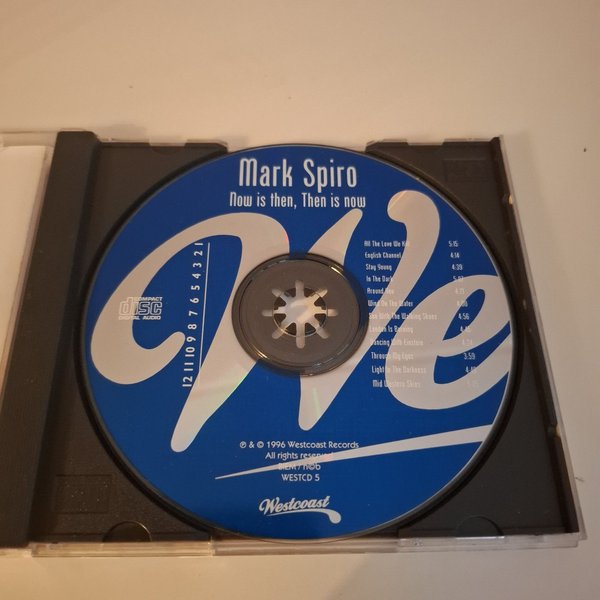 Mark Spiro
Now is then, Then is now
We
All The Love We 5:15
English Channel 4:14
Stay Young 4:39
In The Dark
Around You
Wind On The Water
She With The Walking Shoes 4:56
London Is Burning
Dancing With Einstein
Through My Eyes 3:59
Light In The Darkness
Mid Western Skies
COMPACT
disc
DIGITAL AUDIO
12 11 10 9 8 7 6 5 4 3 2 1
℗ & © 1996 Westcoast Records
All rights reserved
BIEM / n©b
WESTCD 5
Westcoast